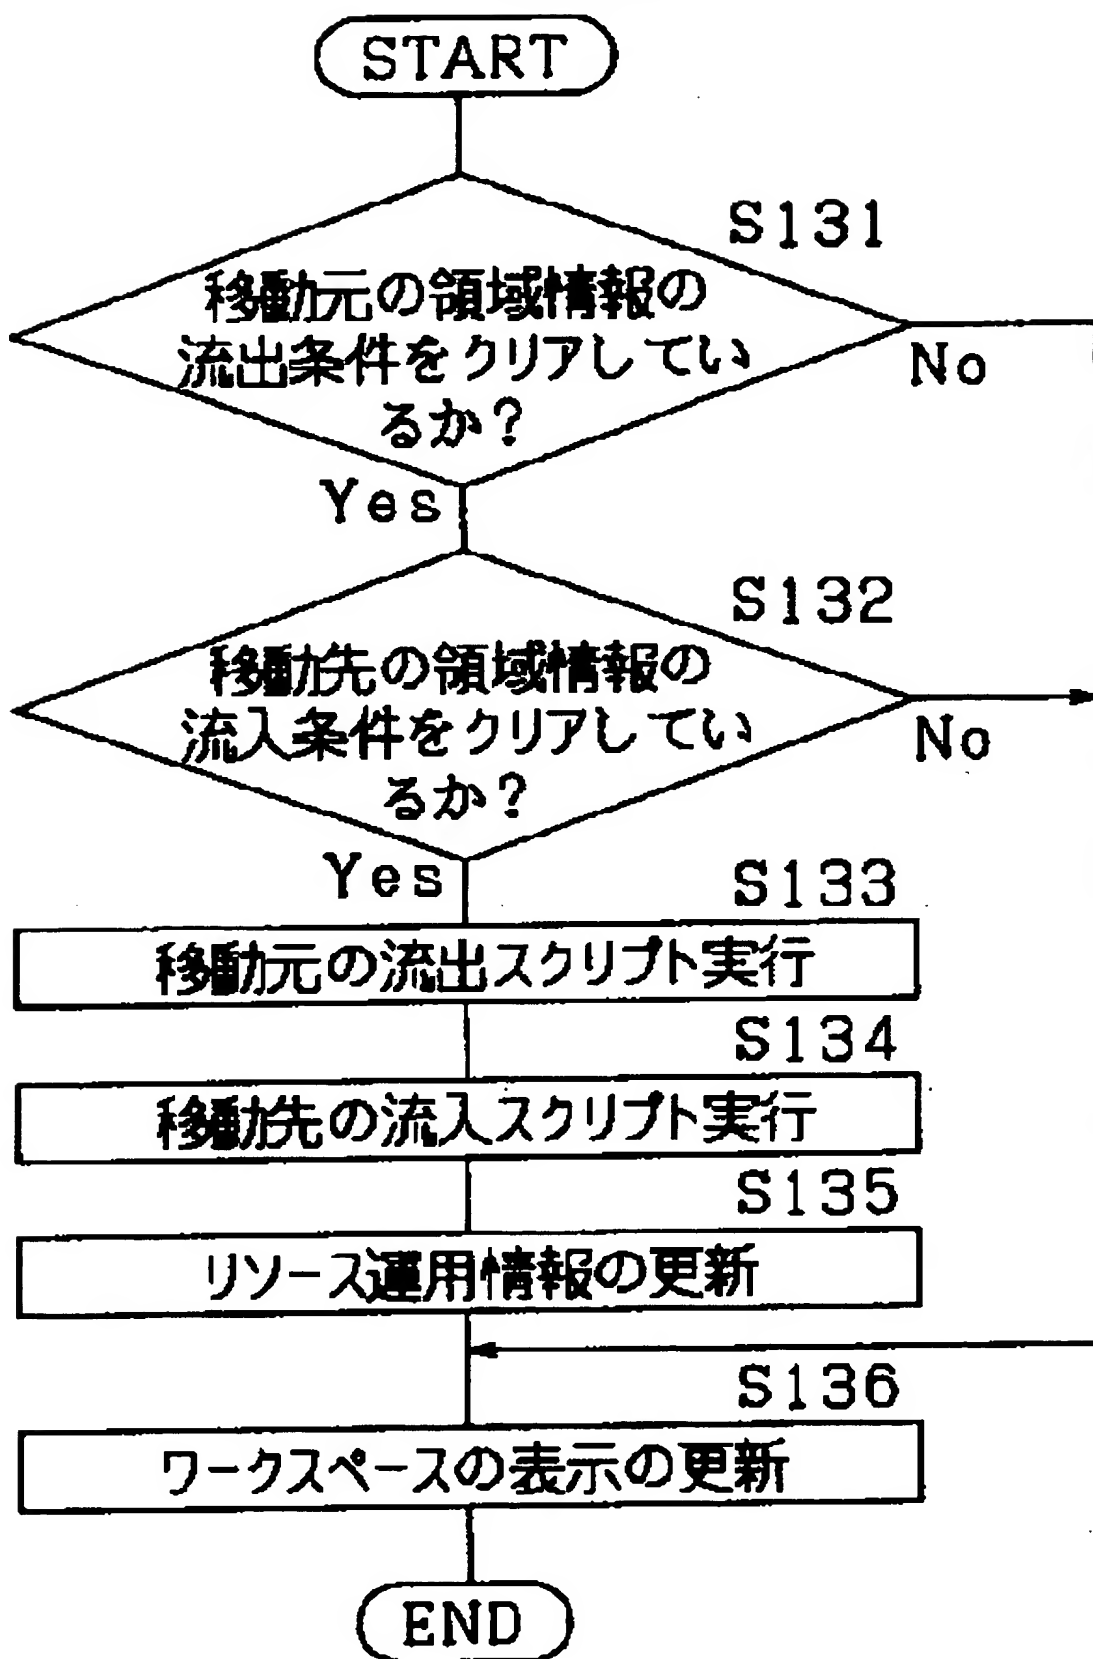 START
S131
移動元の領域情報の
流出条件をクリアしてい
るか?
No
Yes
S132
移動先の領域情報の
流入条件をクリアしてい
るか?
No
Yes
S133
移動元の流出スクリプト実行
S134
移動先の流入スクリプト実行
S135
リソース運用情報の更新
S136
ワークスペースの表示の更新
END